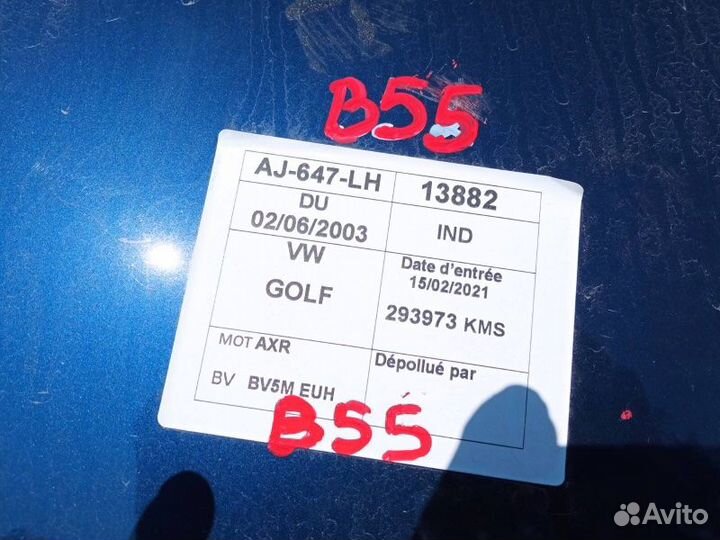 B55
AJ-647-LH 13882
DU
02/06/2003
IND
VW
GOLF
Date d'entrée
15/02/2021
293973 KMS
MOT AXR
Dépollué par
BV BV5M EUH
B55
Avito